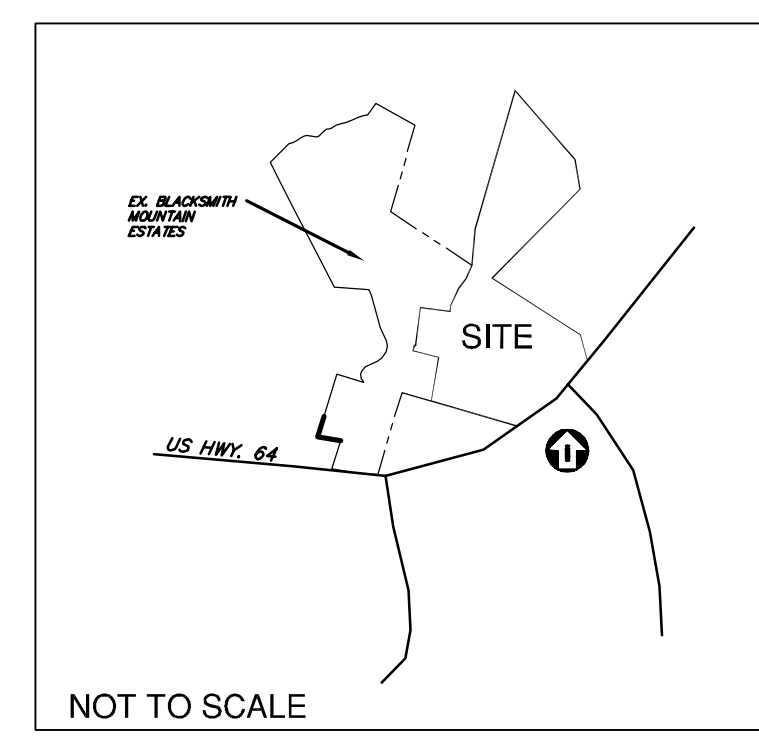 EX. BLACKSMITH
MOUNTAIN
ESTATES
SITE
US HWY. 64
NOT TO SCALE